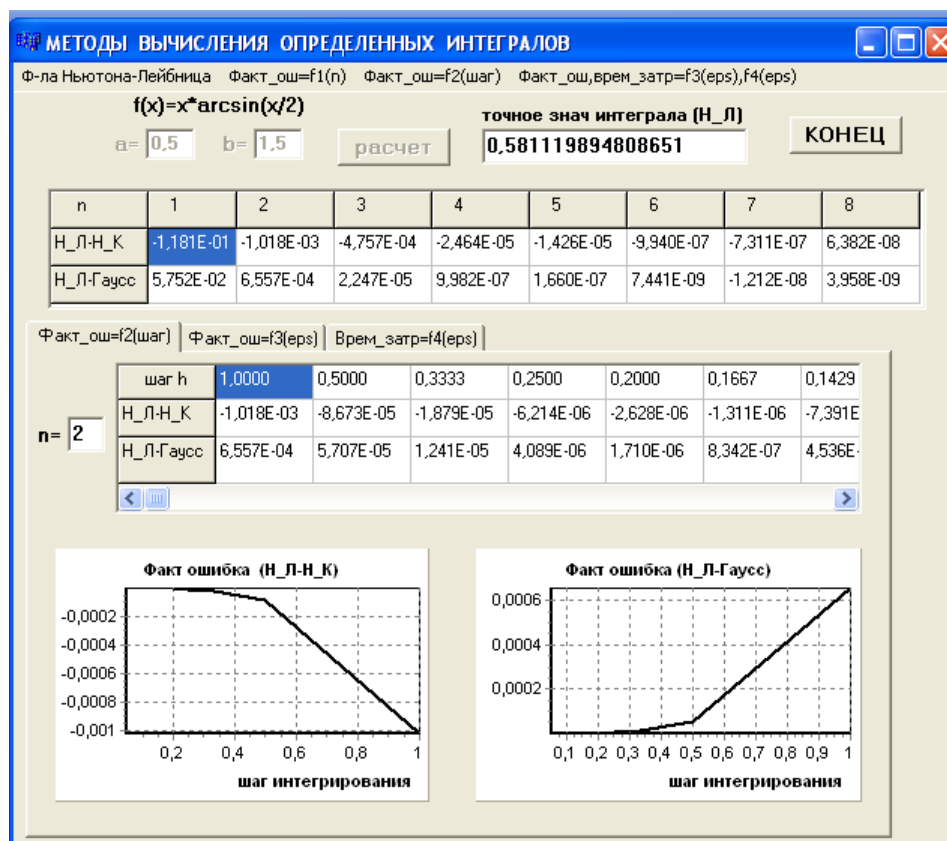 МЕТОДЫ ВЫЧИСЛЕНИЯ ОПРЕДЕЛЕННЫХ ИНТЕГРАЛОВ
Ф-ла Ньютона-Лейбница Факт_ош=f1(n) Факт_ош=f2(шаг) Факт_ош,врем_затр=f3(eps),f4(eps)
f(x)=x*arcsin(x/2)
точное знач интеграла (Н_Л)
a= 0,5 b= 1,5 расчет 0,581119894808651 КОНЕЦ
n 1 2 3 4 5 6 7 8
Н_Л-Н_К -1,181E-01 -1,018E-03 -4,757E-04 -2,464E-05 -1,426E-05 -9,940E-07 -7,311E-07 6,382E-08
Н_Л-Гаусс 5,752E-02 6,557E-04 2,247E-05 9,982E-07 1,660E-07 7,441E-09 -1,212E-08 3,958E-09
Факт_ош=f2(шаг) Факт_ош=f3(eps) Врем_затр=f4(eps)
шаг h 1,0000 0,5000 0,3333 0,2500 0,2000 0,1667 0,1429
n= 2
Н_Л-Н_К -1,018E-03 -8,673E-05 -1,879E-05 -6,214E-06 -2,628E-06 -1,311E-06 -7,391E
Н_Л-Гаусс 6,557E-04 5,707E-05 1,241E-05 4,089E-06 1,710E-06 8,342E-07 4,536E-
Факт ошибка (Н_Л-Н_К)
-0,0002
-0,0004
-0,0006
-0,0008
-0,001
0,2 0,4 0,6 0,8 1
шаг интегрирования
Факт ошибка (Н_Л-Гаусс)
0,0006
0,0004
0,0002
0,1 0,2 0,3 0,4 0,5 0,6 0,7 0,8 0,9 1
шаг интегрирования